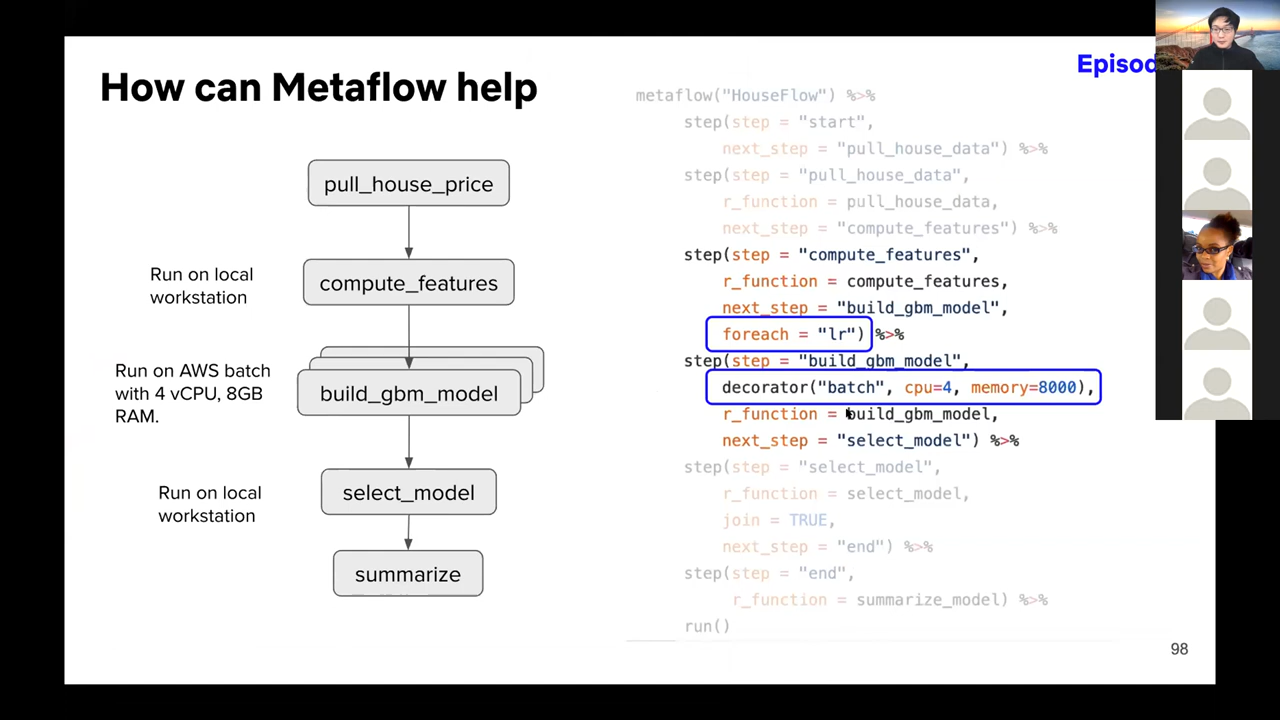 How can Metaflow help
Episod
pull_house_price
Run on local
workstation
compute_features
Run on AWS batch
with 4 vCPU, 8GB
RAM.
build_gbm_model
Run on local
workstation
select_model
summarize
metaflow("HouseFlow") %>%
step(step = "start",
next_step = "pull_house_data") %>%
step(step = "pull_house_data",
r_function = pull_house_data,
next_step = "compute_features") %>%
step(step = "compute_features",
r_function = compute_features,
next_step = "build_gbm_model",
foreach = "lr") %>%
step(step = "build_gbm_model",
decorator("batch", cpu=4, memory=8000),
r_function = build_gbm_model,
next_step = "select_model") %>%
step(step = "select_model",
r_function = select_model,
join = TRUE,
next_step = "end") %>%
step(step = "end",
r_function = summarize_model) %>%
run()
98